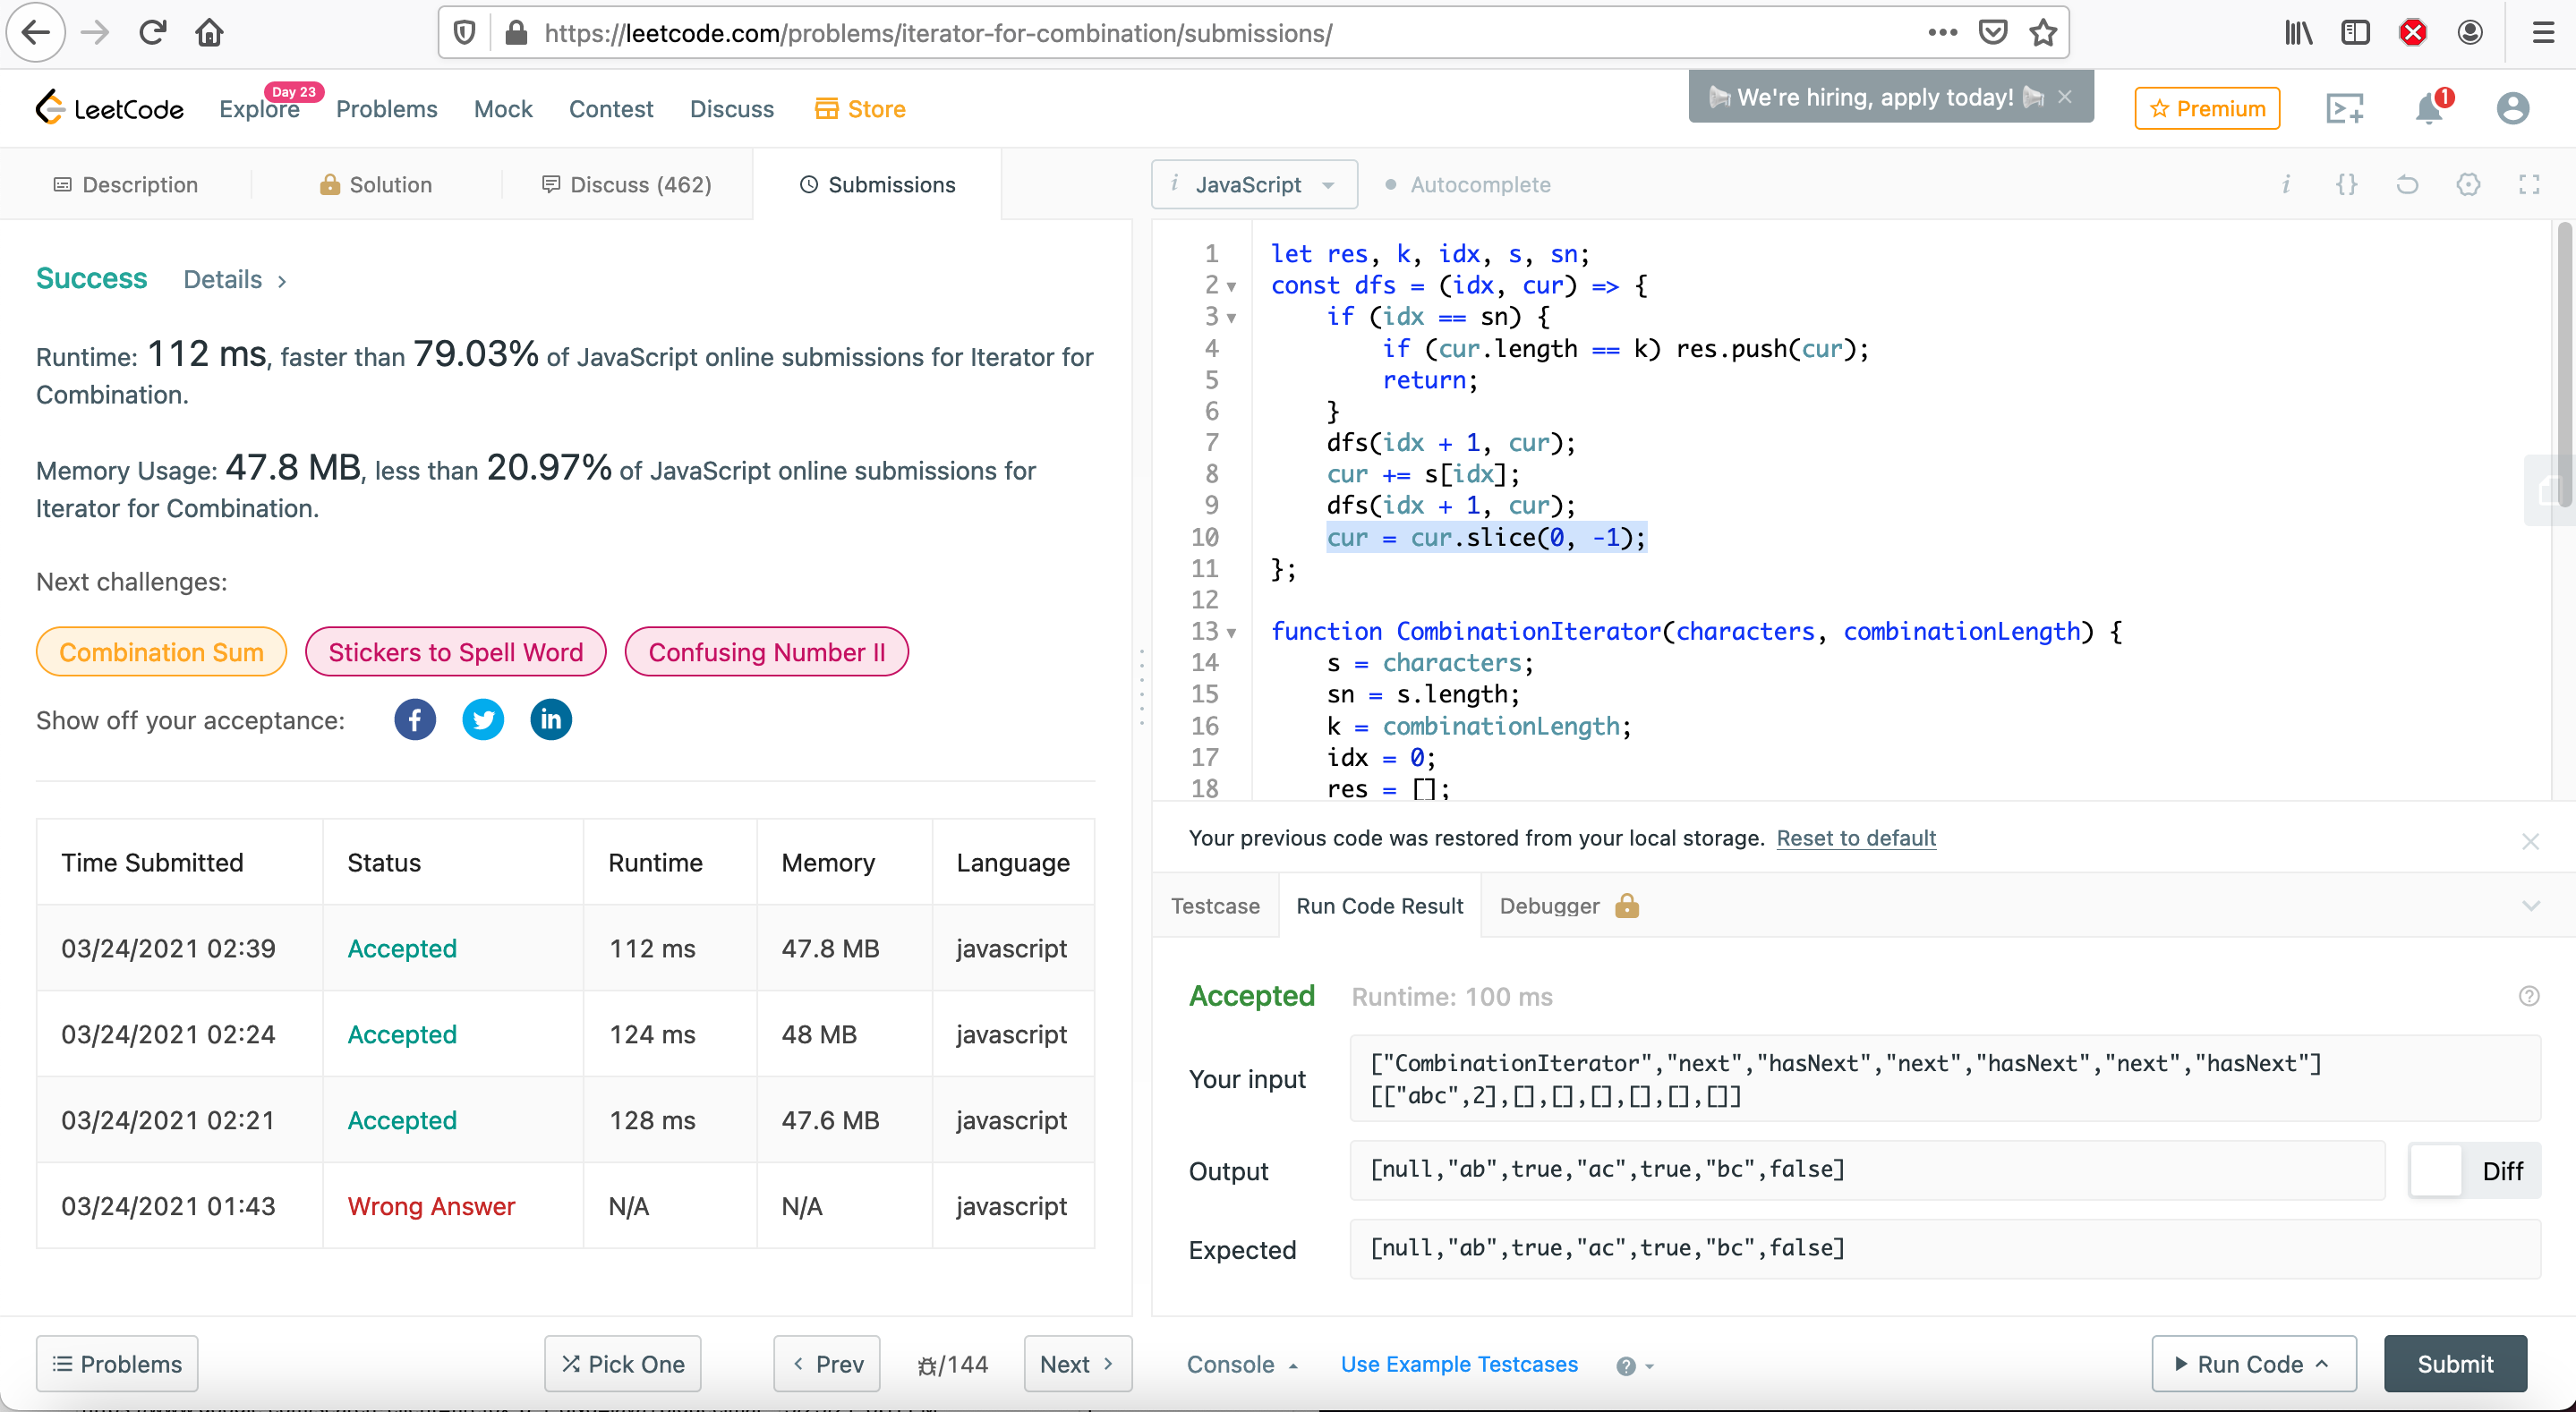 https://leetcode.com/problems/iterator-for-combination/submissions/
LeetCode
Explore
Day 23
Problems
Mock
Contest
Discuss
Store
We're hiring, apply today!
Premium
1
Description
Solution
Discuss (462)
Submissions
Success
Details
Runtime: 112 ms, faster than 79.03% of JavaScript online submissions for Iterator for
Combination.
Memory Usage: 47.8 MB, less than 20.97% of JavaScript online submissions for
Iterator for Combination.
Next challenges:
Combination Sum
Stickers to Spell Word
Confusing Number II
Show off your acceptance:
Time Submitted Status Runtime Memory Language
03/24/2021 02:39 Accepted 112 ms 47.8 MB javascript
03/24/2021 02:24 Accepted 124 ms 48 MB javascript
03/24/2021 02:21 Accepted 128 ms 47.6 MB javascript
03/24/2021 01:43 Wrong Answer N/A N/A javascript
Problems
Pick One
Prev
/144
Next
i JavaScript
Autocomplete
1 let res, k, idx, s, sn;
2 const dfs = (idx, cur) => {
3 if (idx == sn) {
4 if (cur.length == k) res.push(cur);
5 return;
6 }
7 dfs(idx + 1, cur);
8 cur += s[idx];
9 dfs(idx + 1, cur);
10 cur = cur.slice(0, -1);
11 };
12
13 function CombinationIterator(characters, combinationLength) {
14 s = characters;
15 sn = s.length;
16 k = combinationLength;
17 idx = 0;
18 res = [];
Your previous code was restored from your local storage. Reset to default
Testcase
Run Code Result
Debugger
Accepted Runtime: 100 ms
Your input
["CombinationIterator","next","hasNext","next","hasNext","next","hasNext"]
[["abc",2],[],[],[],[],[],[]]
Output
[null,"ab",true,"ac",true,"bc",false]
Diff
Expected
[null,"ab",true,"ac",true,"bc",false]
Console
Use Example Testcases
Run Code
Submit